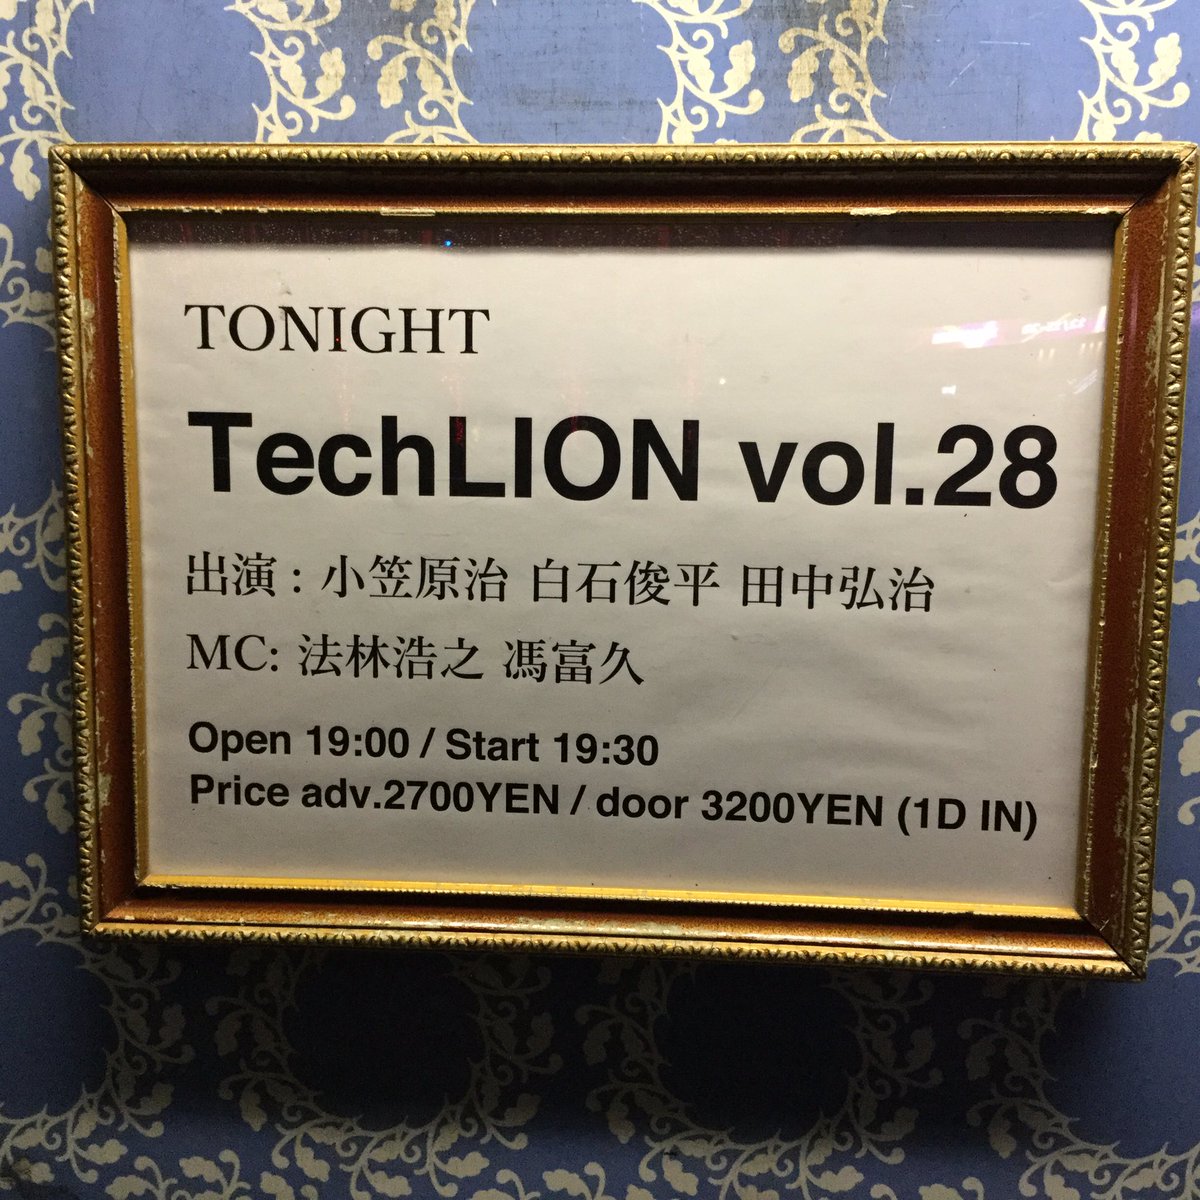 TONIGHT
TechLION vol.28
出演 : 小笠原治 白石俊平 田中弘治
MC: 法林浩之 馮富久
Open 19:00 / Start 19:30
Price adv.2700YEN / door 3200YEN (1D IN)